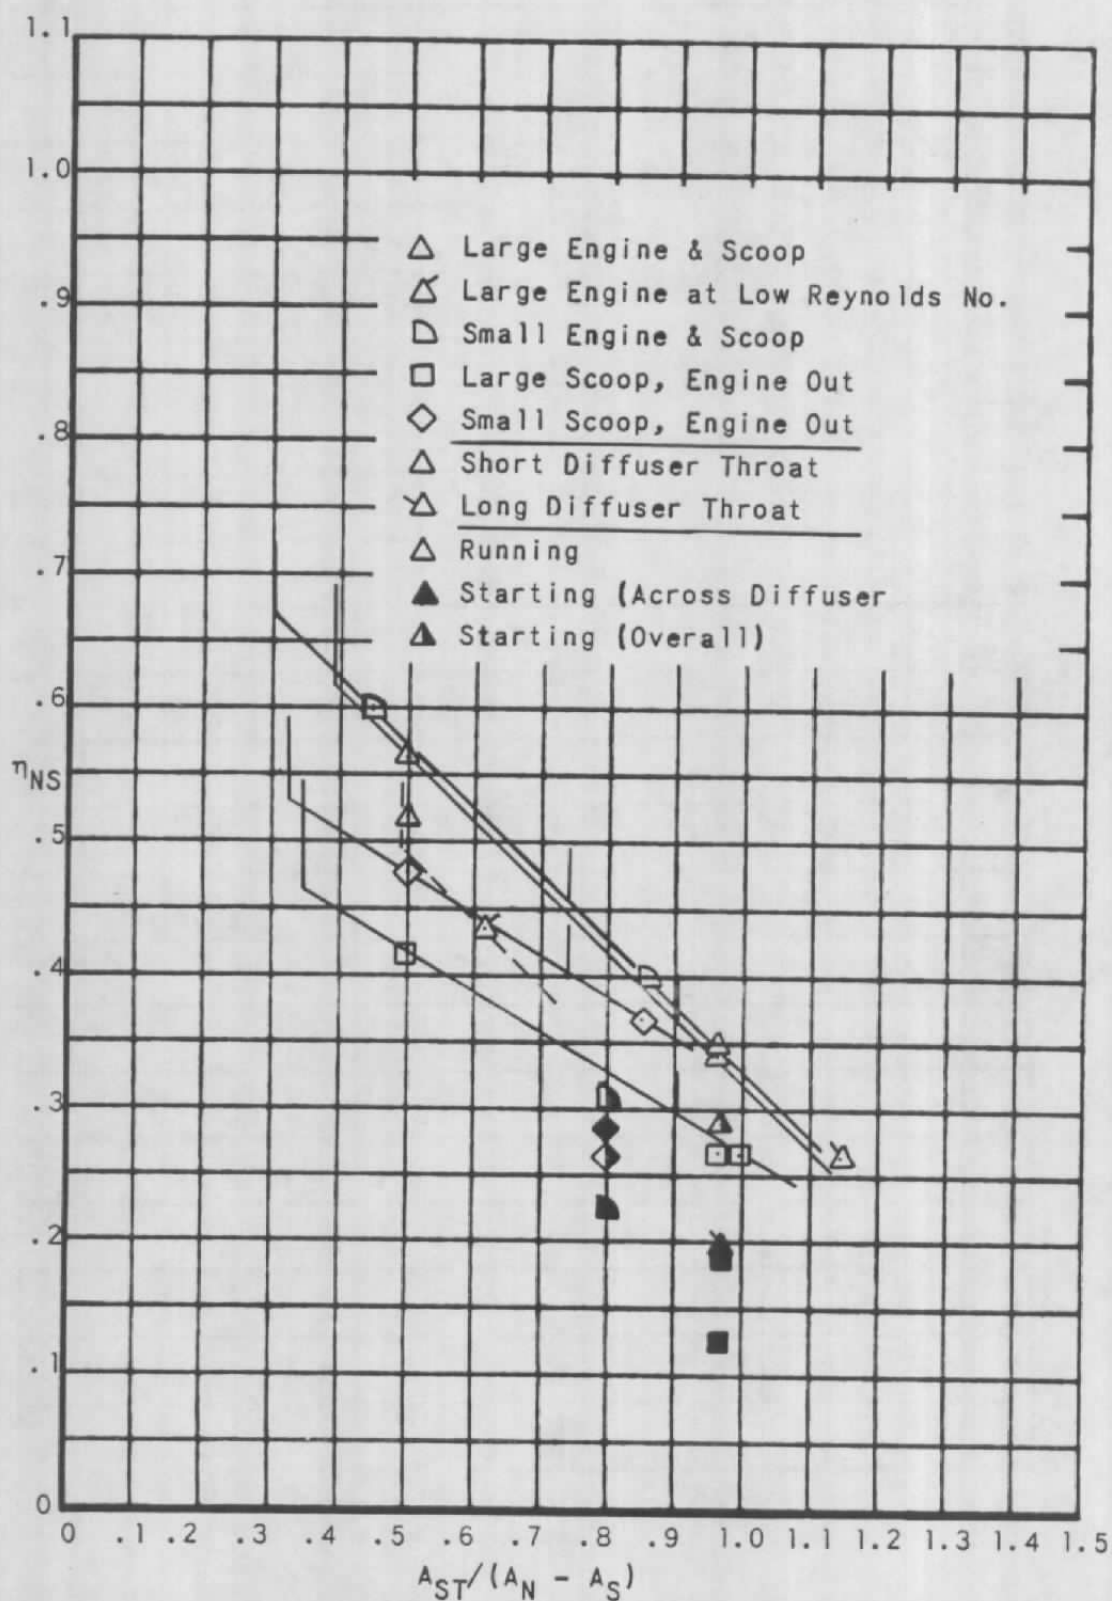 1.1
1.0
.9
.8
.7
.6
ηNS
.5
.4
.3
.2
.1
0
Large Engine & Scoop
Large Engine at Low Reynolds No.
Small Engine & Scoop
Large Scoop, Engine Out
Small Scoop, Engine Out
Short Diffuser Throat
Long Diffuser Throat
Running
Starting (Across Diffuser
Starting (Overall)
0 .1 .2 .3 .4 .5 .6 .7 .8 .9 1.0 1.1 1.2 1.3 1.4 1.5
AST/(AN - AS)